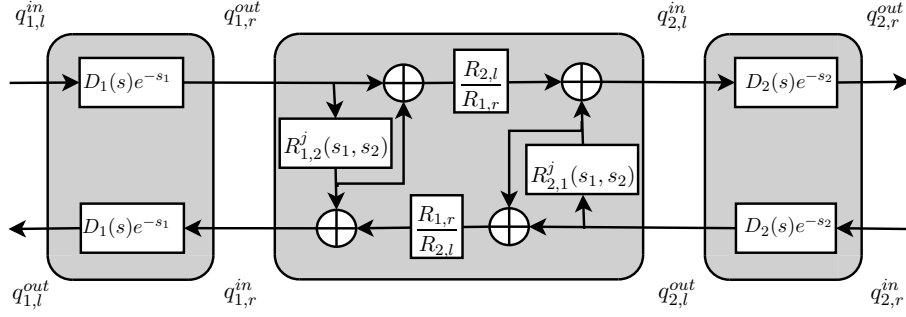 q_{1,l}^{in} q_{1,r}^{out} q_{2,l}^{in} q_{2,r}^{out}
D_1(s)e^{-s_1} \frac{R_{2,l}}{R_{1,r}} D_2(s)e^{-s_2}
R_{1,2}^{j}(s_1, s_2) R_{2,1}^{j}(s_1, s_2)
D_1(s)e^{-s_1} \frac{R_{1,r}}{R_{2,l}} D_2(s)e^{-s_2}
q_{1,l}^{out} q_{1,r}^{in} q_{2,l}^{out} q_{2,r}^{in}